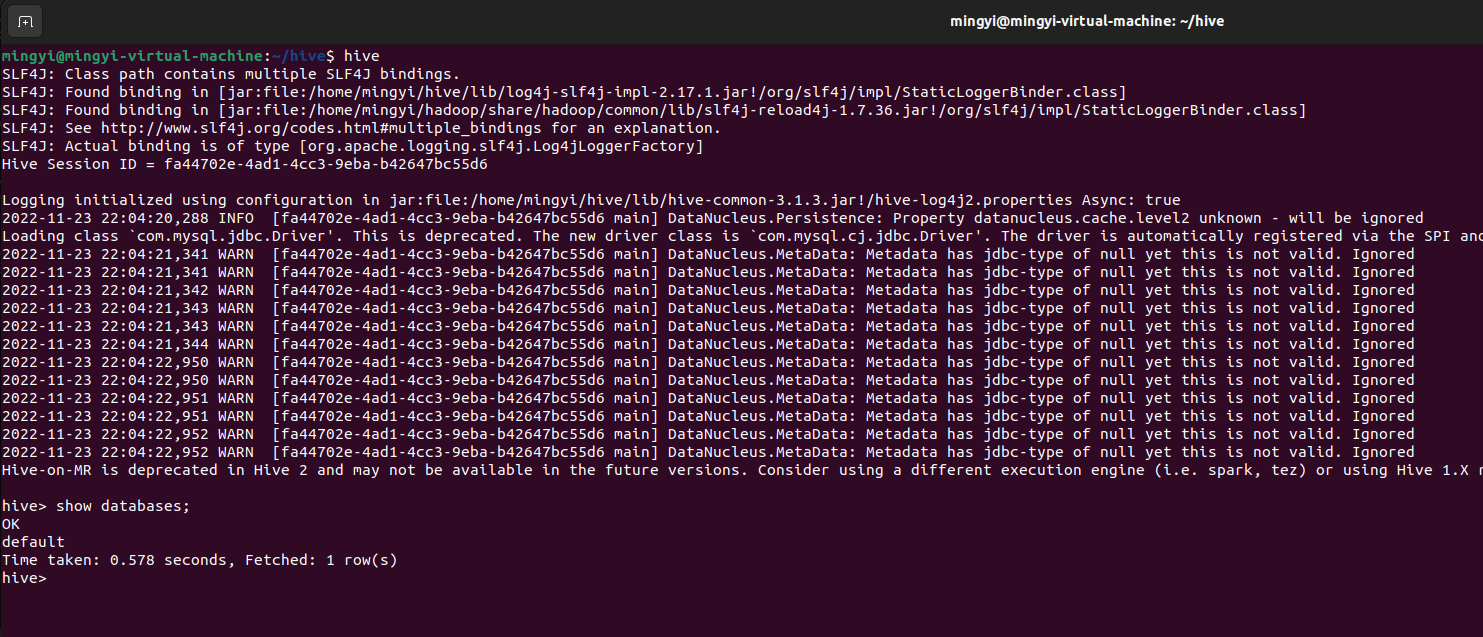 mingyi@mingyi-virtual-machine: ~/hive
mingyi@mingyi-virtual-machine:~/hive$ hive
SLF4J: Class path contains multiple SLF4J bindings.
SLF4J: Found binding in [jar:file:/home/mingyi/hive/lib/log4j-slf4j-impl-2.17.1.jar!/org/slf4j/impl/StaticLoggerBinder.class]
SLF4J: Found binding in [jar:file:/home/mingyi/hadoop/share/hadoop/common/lib/slf4j-reload4j-1.7.36.jar!/org/slf4j/impl/StaticLoggerBinder.class]
SLF4J: See http://www.slf4j.org/codes.html#multiple_bindings for an explanation.
SLF4J: Actual binding is of type [org.apache.logging.slf4j.Log4jLoggerFactory]
Hive Session ID = fa44702e-4ad1-4cc3-9eba-b42647bc55d6
Logging initialized using configuration in jar:file:/home/mingyi/hive/lib/hive-common-3.1.3.jar!/hive-log4j2.properties Async: true
2022-11-23 22:04:20,288 INFO  [fa44702e-4ad1-4cc3-9eba-b42647bc55d6 main] DataNucleus.Persistence: Property datanucleus.cache.level2 unknown - will be ignored
Loading class `com.mysql.jdbc.Driver'. This is deprecated. The new driver class is `com.mysql.cj.jdbc.Driver'. The driver is automatically registered via the SPI and
2022-11-23 22:04:21,341 WARN  [fa44702e-4ad1-4cc3-9eba-b42647bc55d6 main] DataNucleus.MetaData: Metadata has jdbc-type of null yet this is not valid. Ignored
2022-11-23 22:04:21,341 WARN  [fa44702e-4ad1-4cc3-9eba-b42647bc55d6 main] DataNucleus.MetaData: Metadata has jdbc-type of null yet this is not valid. Ignored
2022-11-23 22:04:21,342 WARN  [fa44702e-4ad1-4cc3-9eba-b42647bc55d6 main] DataNucleus.MetaData: Metadata has jdbc-type of null yet this is not valid. Ignored
2022-11-23 22:04:21,343 WARN  [fa44702e-4ad1-4cc3-9eba-b42647bc55d6 main] DataNucleus.MetaData: Metadata has jdbc-type of null yet this is not valid. Ignored
2022-11-23 22:04:21,343 WARN  [fa44702e-4ad1-4cc3-9eba-b42647bc55d6 main] DataNucleus.MetaData: Metadata has jdbc-type of null yet this is not valid. Ignored
2022-11-23 22:04:21,344 WARN  [fa44702e-4ad1-4cc3-9eba-b42647bc55d6 main] DataNucleus.MetaData: Metadata has jdbc-type of null yet this is not valid. Ignored
2022-11-23 22:04:22,950 WARN  [fa44702e-4ad1-4cc3-9eba-b42647bc55d6 main] DataNucleus.MetaData: Metadata has jdbc-type of null yet this is not valid. Ignored
2022-11-23 22:04:22,950 WARN  [fa44702e-4ad1-4cc3-9eba-b42647bc55d6 main] DataNucleus.MetaData: Metadata has jdbc-type of null yet this is not valid. Ignored
2022-11-23 22:04:22,951 WARN  [fa44702e-4ad1-4cc3-9eba-b42647bc55d6 main] DataNucleus.MetaData: Metadata has jdbc-type of null yet this is not valid. Ignored
2022-11-23 22:04:22,951 WARN  [fa44702e-4ad1-4cc3-9eba-b42647bc55d6 main] DataNucleus.MetaData: Metadata has jdbc-type of null yet this is not valid. Ignored
2022-11-23 22:04:22,952 WARN  [fa44702e-4ad1-4cc3-9eba-b42647bc55d6 main] DataNucleus.MetaData: Metadata has jdbc-type of null yet this is not valid. Ignored
2022-11-23 22:04:22,952 WARN  [fa44702e-4ad1-4cc3-9eba-b42647bc55d6 main] DataNucleus.MetaData: Metadata has jdbc-type of null yet this is not valid. Ignored
Hive-on-MR is deprecated in Hive 2 and may not be available in the future versions. Consider using a different execution engine (i.e. spark, tez) or using Hive 1.X
hive> show databases;
OK
default
Time taken: 0.578 seconds, Fetched: 1 row(s)
hive>